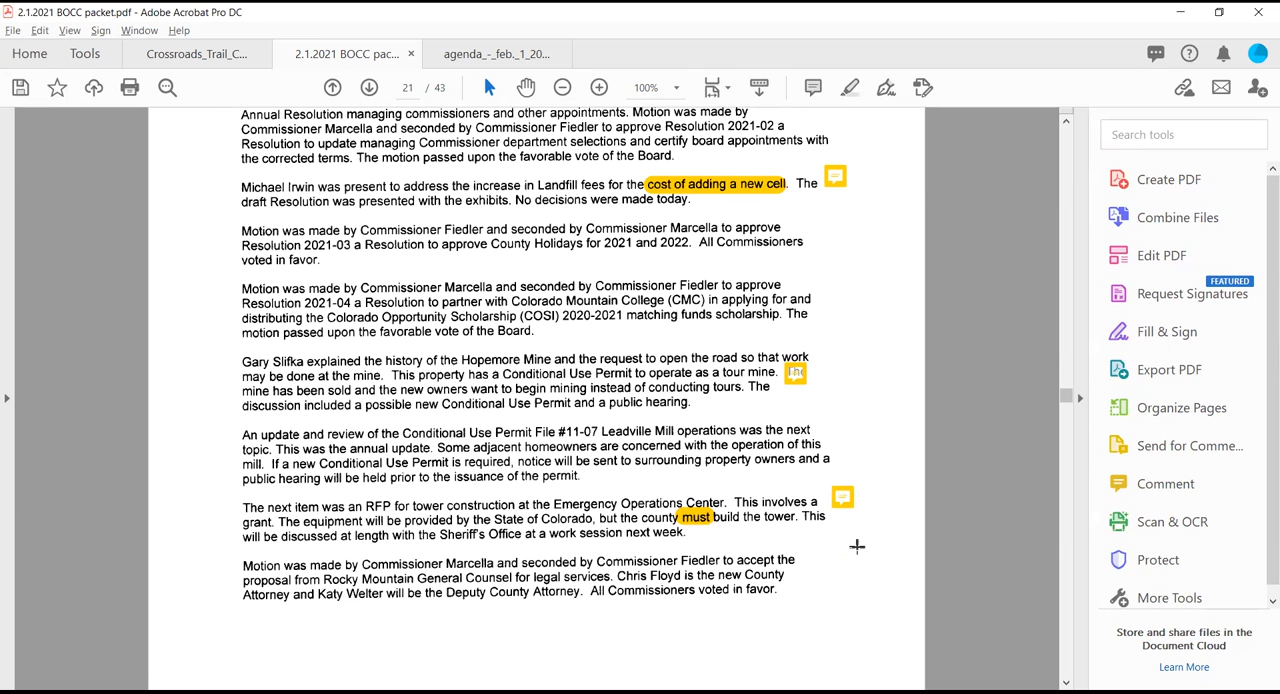 2.1.2021 BOCC packet.pdf - Adobe Acrobat Pro DC
File Edit View Sign Window Help
Home Tools Crossroads_Trail_C... 2.1.2021 BOCC pac... × agenda_-_feb._1_20...
21 / 43 100%
Annual Resolution managing commissioners and other appointments. Motion was made by
Commissioner Marcella and seconded by Commissioner Fiedler to approve Resolution 2021-02 a
Resolution to update managing Commissioner department selections and certify board appointments with
the corrected terms. The motion passed upon the favorable vote of the Board.
Michael Irwin was present to address the increase in Landfill fees for the cost of adding a new cell. The
draft Resolution was presented with the exhibits. No decisions were made today.
Motion was made by Commissioner Fiedler and seconded by Commissioner Marcella to approve
Resolution 2021-03 a Resolution to approve County Holidays for 2021 and 2022. All Commissioners
voted in favor.
Motion was made by Commissioner Marcella and seconded by Commissioner Fiedler to approve
Resolution 2021-04 a Resolution to partner with Colorado Mountain College (CMC) in applying for and
distributing the Colorado Opportunity Scholarship (COSI) 2020-2021 matching funds scholarship. The
motion passed upon the favorable vote of the Board.
Gary Slifka explained the history of the Hopemore Mine and the request to open the road so that work
may be done at the mine. This property has a Conditional Use Permit to operate as a tour mine. The
mine has been sold and the new owners want to begin mining instead of conducting tours. The
discussion included a possible new Conditional Use Permit and a public hearing.
An update and review of the Conditional Use Permit File #11-07 Leadville Mill operations was the next
topic. This was the annual update. Some adjacent homeowners are concerned with the operation of this
mill. If a new Conditional Use Permit is required, notice will be sent to surrounding property owners and a
public hearing will be held prior to the issuance of the permit.
The next item was an RFP for tower construction at the Emergency Operations Center. This involves a
grant. The equipment will be provided by the State of Colorado, but the county must build the tower. This
will be discussed at length with the Sheriff's Office at a work session next week.
Motion was made by Commissioner Marcella and seconded by Commissioner Fiedler to accept the
proposal from Rocky Mountain General Counsel for legal services. Chris Floyd is the new County
Attorney and Katy Welter will be the Deputy County Attorney. All Commissioners voted in favor.
Search tools
Create PDF
Combine Files
Edit PDF
FEATURED
Request Signatures
Fill & Sign
Export PDF
Organize Pages
Send for Comme...
Comment
Scan & OCR
Protect
More Tools
Store and share files in the
Document Cloud
Learn More